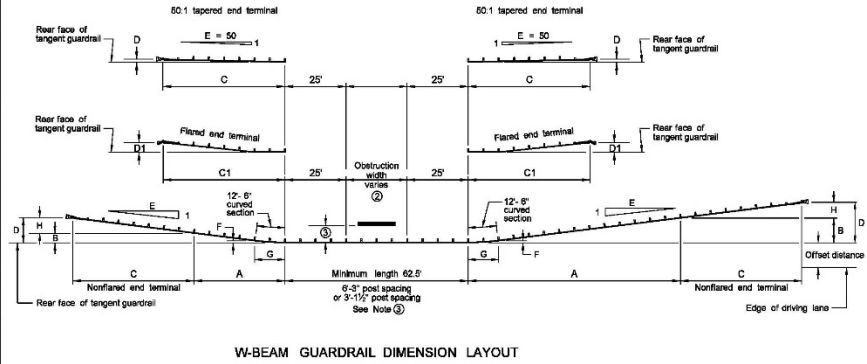 50:1 tapered end terminal
50:1 tapered end terminal
Rear face of
tangent guardrail
D
E = 50
1
E = 50
1
D
Rear face of
tangent guardrail
C
25'
25'
C
Rear face of
tangent guardrail
D1
Flared end terminal
Flared end terminal
D1
Rear face of
tangent guardrail
C1
25'
25'
C1
Obstruction
width
varies
②
12'- 6"
curved
section
12'- 6"
curved
section
E
1
E
1
D
H
B
F
③
F
H
B
D
G
G
Offset distance
C
A
Minimum length 62.5'
A
C
Nonflared end terminal
6'-3" post spacing
or 3'-1½" post spacing
See Note ③
Nonflared end terminal
Rear face of tangent guardrail
Edge of driving lane
W-BEAM GUARDRAIL DIMENSION LAYOUT